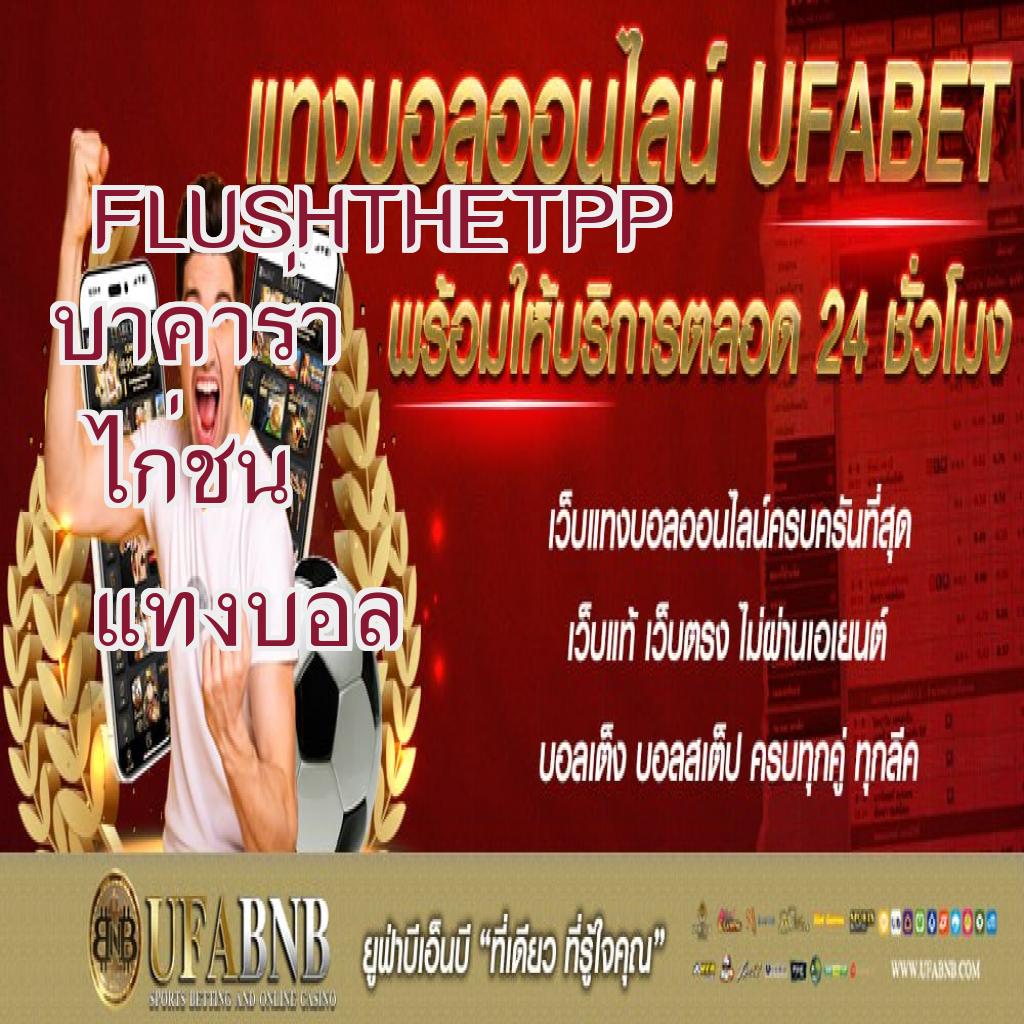 แทงบอลออนไลน์ UFABET
FLUSHTHETPP
พร้อมให้บริการตลอด 24 ชั่วโมง
บาคารา
ไก่ชน
เว็บแทงบอลออนไลน์ครบครันที่สุด
แทงบอล
เว็บแท้ เว็บตรง ไม่ผ่านเอเยนต์
บอลเต็ง บอลสเต็ป ครบทุกคู่ ทุกลีค
BNB
UFABNB
SPORTS BETTING AND ONLINE CASINO
ยูฟ่าบีเอ็นบี “ที่เดียว ที่รู้ใจคุณ”
WWW.UFABNB.COM